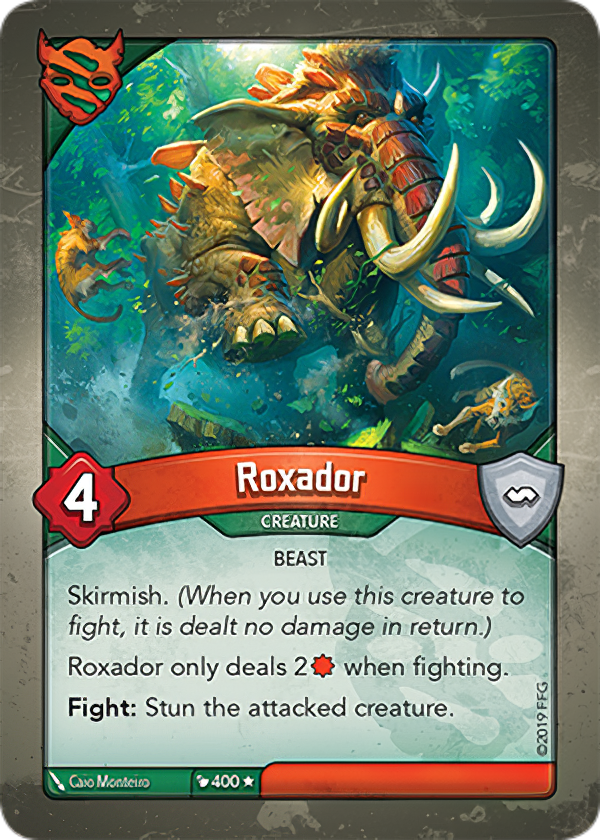 Roxador
4
CREATURE
BEAST
Skirmish. (When you use this creature to
fight, it is dealt no damage in return.)
Roxador only deals 2 when fighting.
Fight: Stun the attacked creature.
©2019 FFG
Caio Monteiro
400